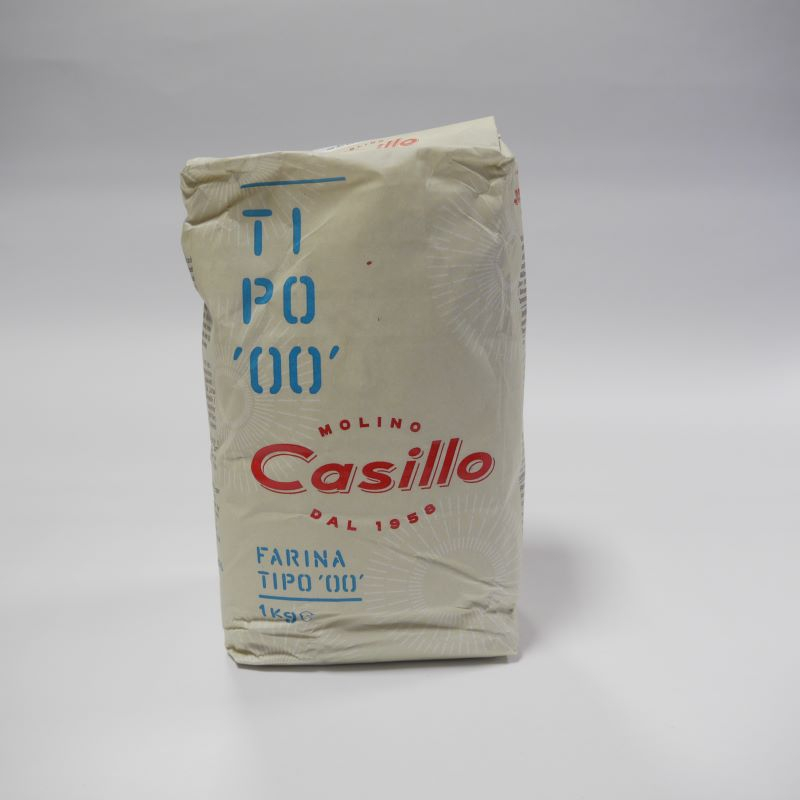 TI
PO
'00'
MOLINO
Casillo
DAL 1958
FARINA
TIPO '00'
1Kg e